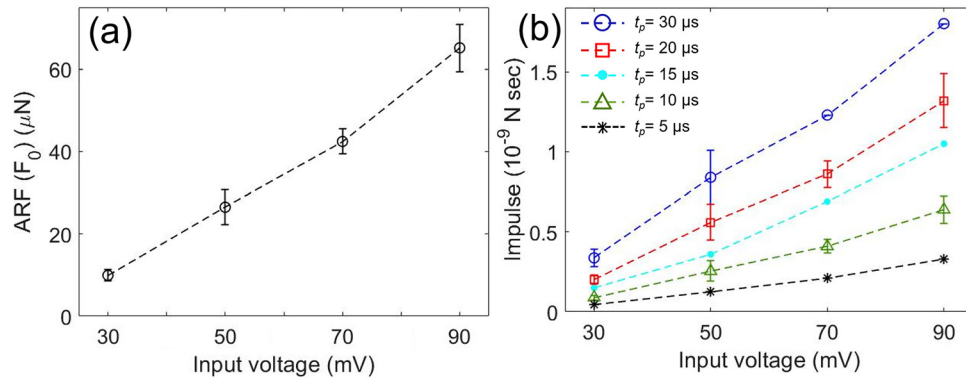 (a)
ARF (F₀) (μN)
60
40
20
0
30 50 70 90
Input voltage (mV)
(b)
tₚ= 30 μs
tₚ= 20 μs
tₚ= 15 μs
tₚ= 10 μs
tₚ= 5 μs
Impulse (10⁻⁹ N sec)
1.5
1
0.5
0
30 50 70 90
Input voltage (mV)